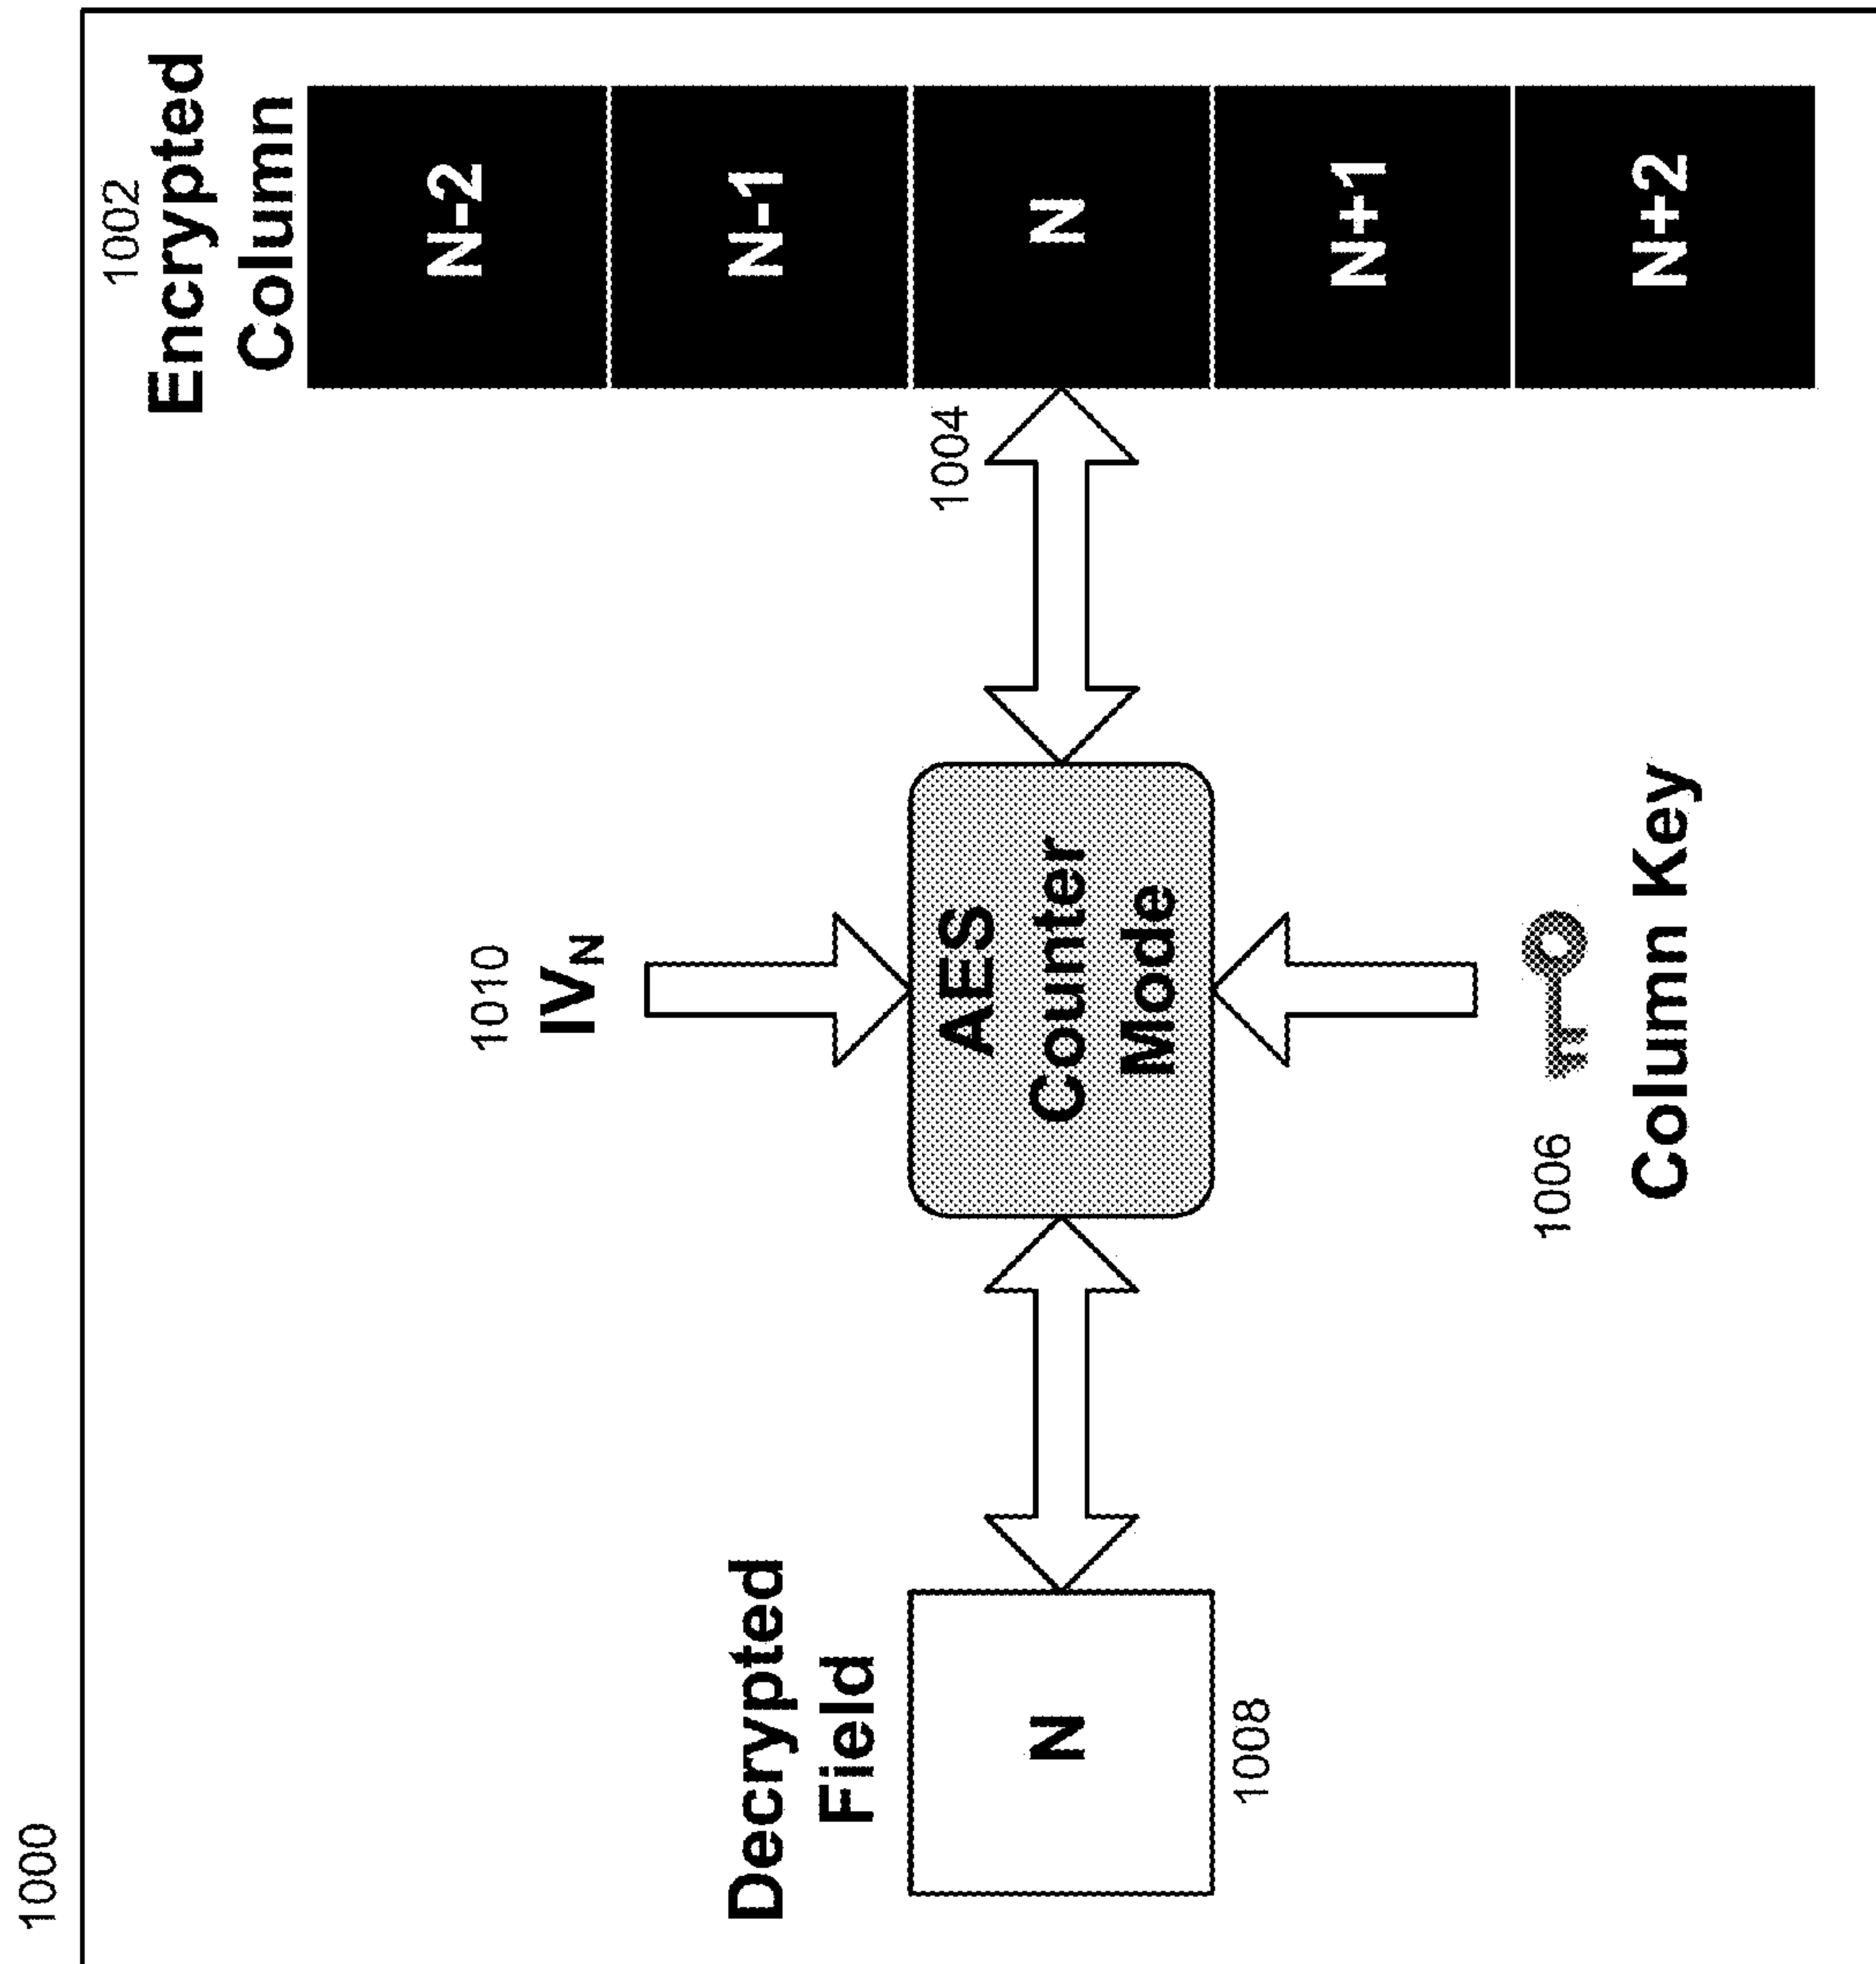 1000
Decrypted
Field
N
1008
1010
IVN
AES
Counter
Mode
1006
Column Key
1004
1002
Encrypted
Column
N-2
N-1
N
N+1
N+2